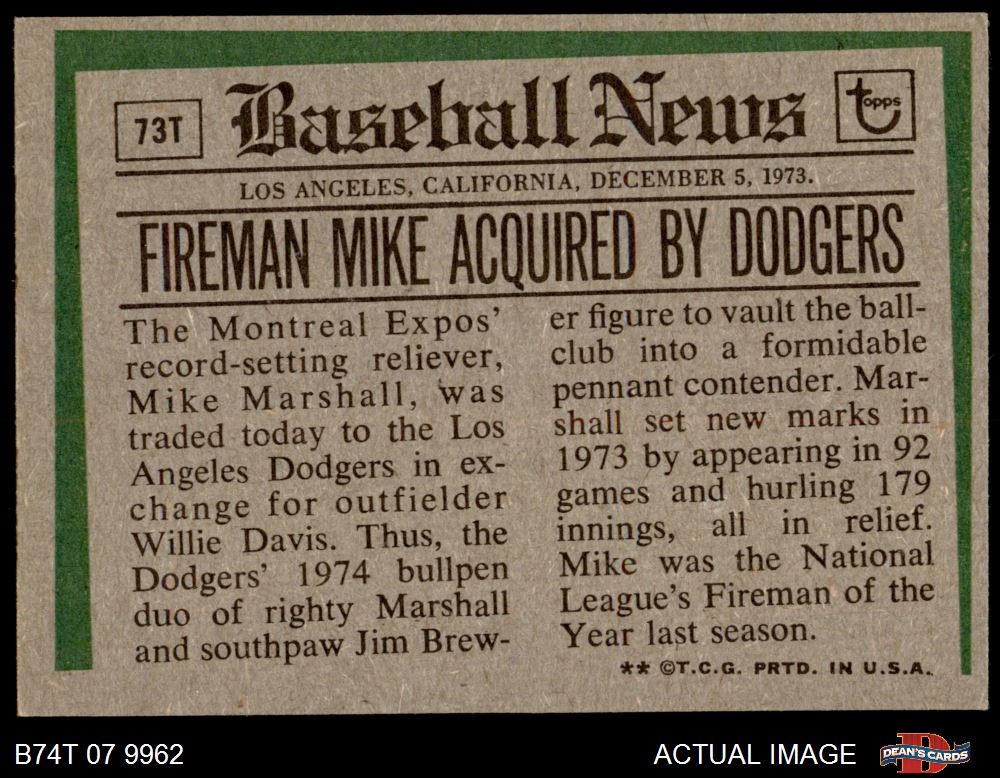 73T
Baseball News
topps
LOS ANGELES, CALIFORNIA, DECEMBER 5, 1973.
FIREMAN MIKE ACQUIRED BY DODGERS
The Montreal Expos'
record-setting reliever,
Mike Marshall, was
traded today to the Los
Angeles Dodgers in ex-
change for outfielder
Willie Davis. Thus, the
Dodgers' 1974 bullpen
duo of righty Marshall
and southpaw Jim Brew-
er figure to vault the ball-
club into a formidable
pennant contender. Mar-
shall set new marks in
1973 by appearing in 92
games and hurling 179
innings, all in relief.
Mike was the National
League's Fireman of the
Year last season.
** ©T.C.G. PRTD. IN U.S.A.
B74T 07 9962
ACTUAL IMAGE
DEAN'S CARDS